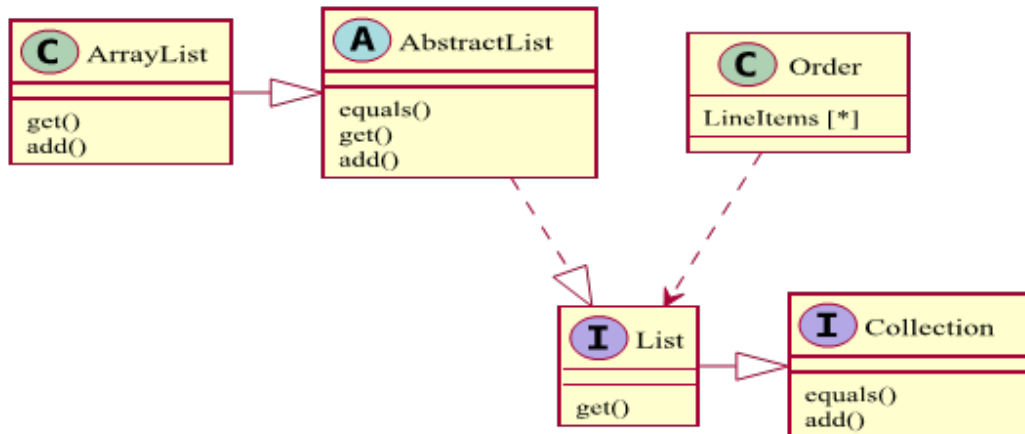 C ArrayList
get()
add()
A AbstractList
equals()
get()
add()
C Order
LineItems [*]
I List
get()
I Collection
equals()
add()